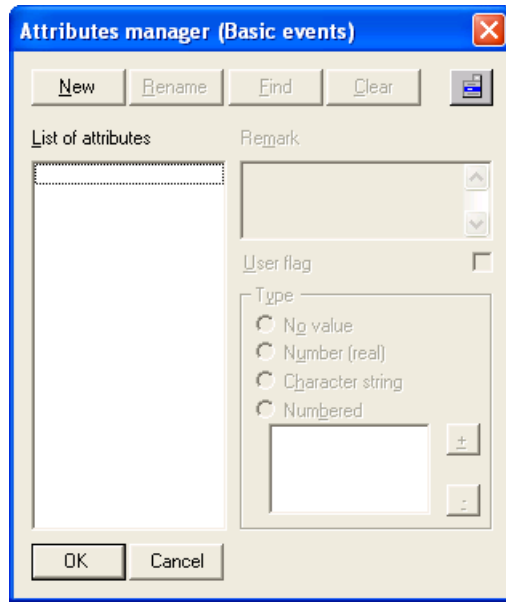 Attributes manager (Basic events)
New Rename Find Clear
List of attributes
Remark
User flag
Type
No value
Number (real)
Character string
Numbered
+
-
OK Cancel